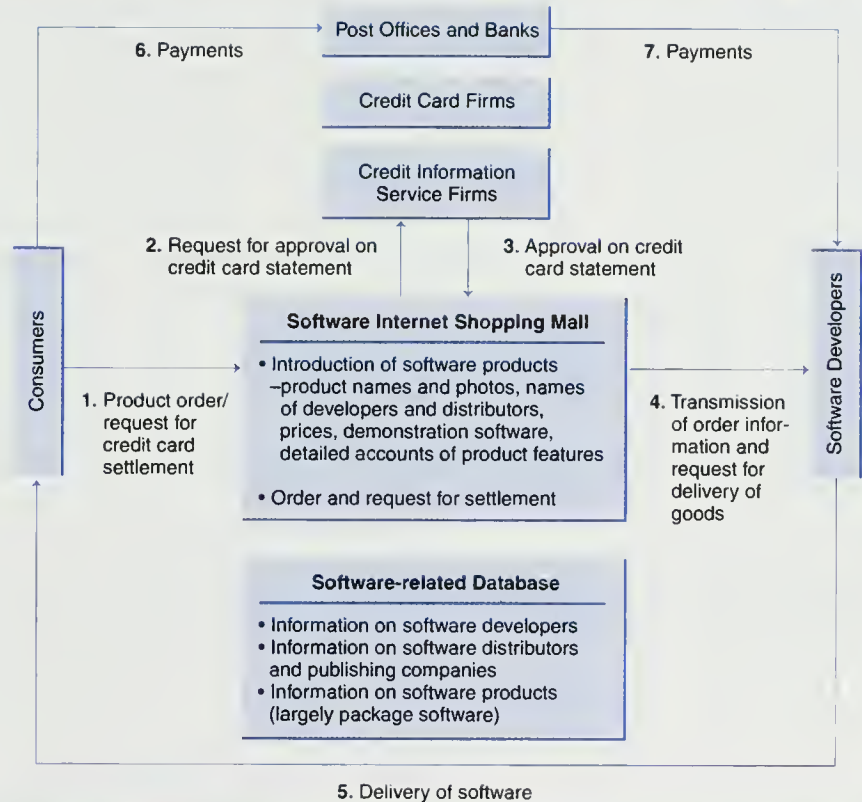 Post Offices and Banks
6. Payments
7. Payments
Credit Card Firms
Credit Information
Service Firms
2. Request for approval on
credit card statement
3. Approval on credit
card statement
Consumers
Software Developers
Software Internet Shopping Mall
• Introduction of software products
–product names and photos, names
of developers and distributors,
prices, demonstration software,
detailed accounts of product features
• Order and request for settlement
1. Product order/
request for
credit card
settlement
4. Transmission
of order infor-
mation and
request for
delivery of
goods
Software-related Database
• Information on software developers
• Information on software distributors
and publishing companies
• Information on software products
(largely package software)
5. Delivery of software